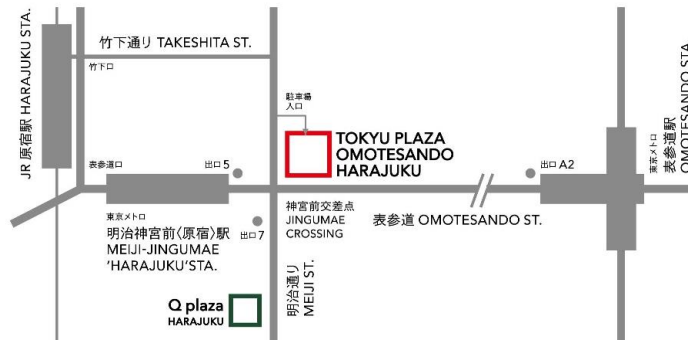 JR 原宿駅 HARAJUKU STA.
竹下通り TAKESHITA ST.
竹下口
駐車場
入口
TOKYU PLAZA
OMOTESANDO
HARAJUKU
表参道口
出口 5
出口 A2
東京メトロ
表参道駅
OMOTESANDO STA.
東京メトロ
明治神宮前〈原宿〉駅
MEIJI-JINGUMAE
'HARAJUKU'STA.
出口 7
神宮前交差点
JINGUMAE
CROSSING
表参道 OMOTESANDO ST.
明治通り
MEIJI ST.
Q plaza
HARAJUKU